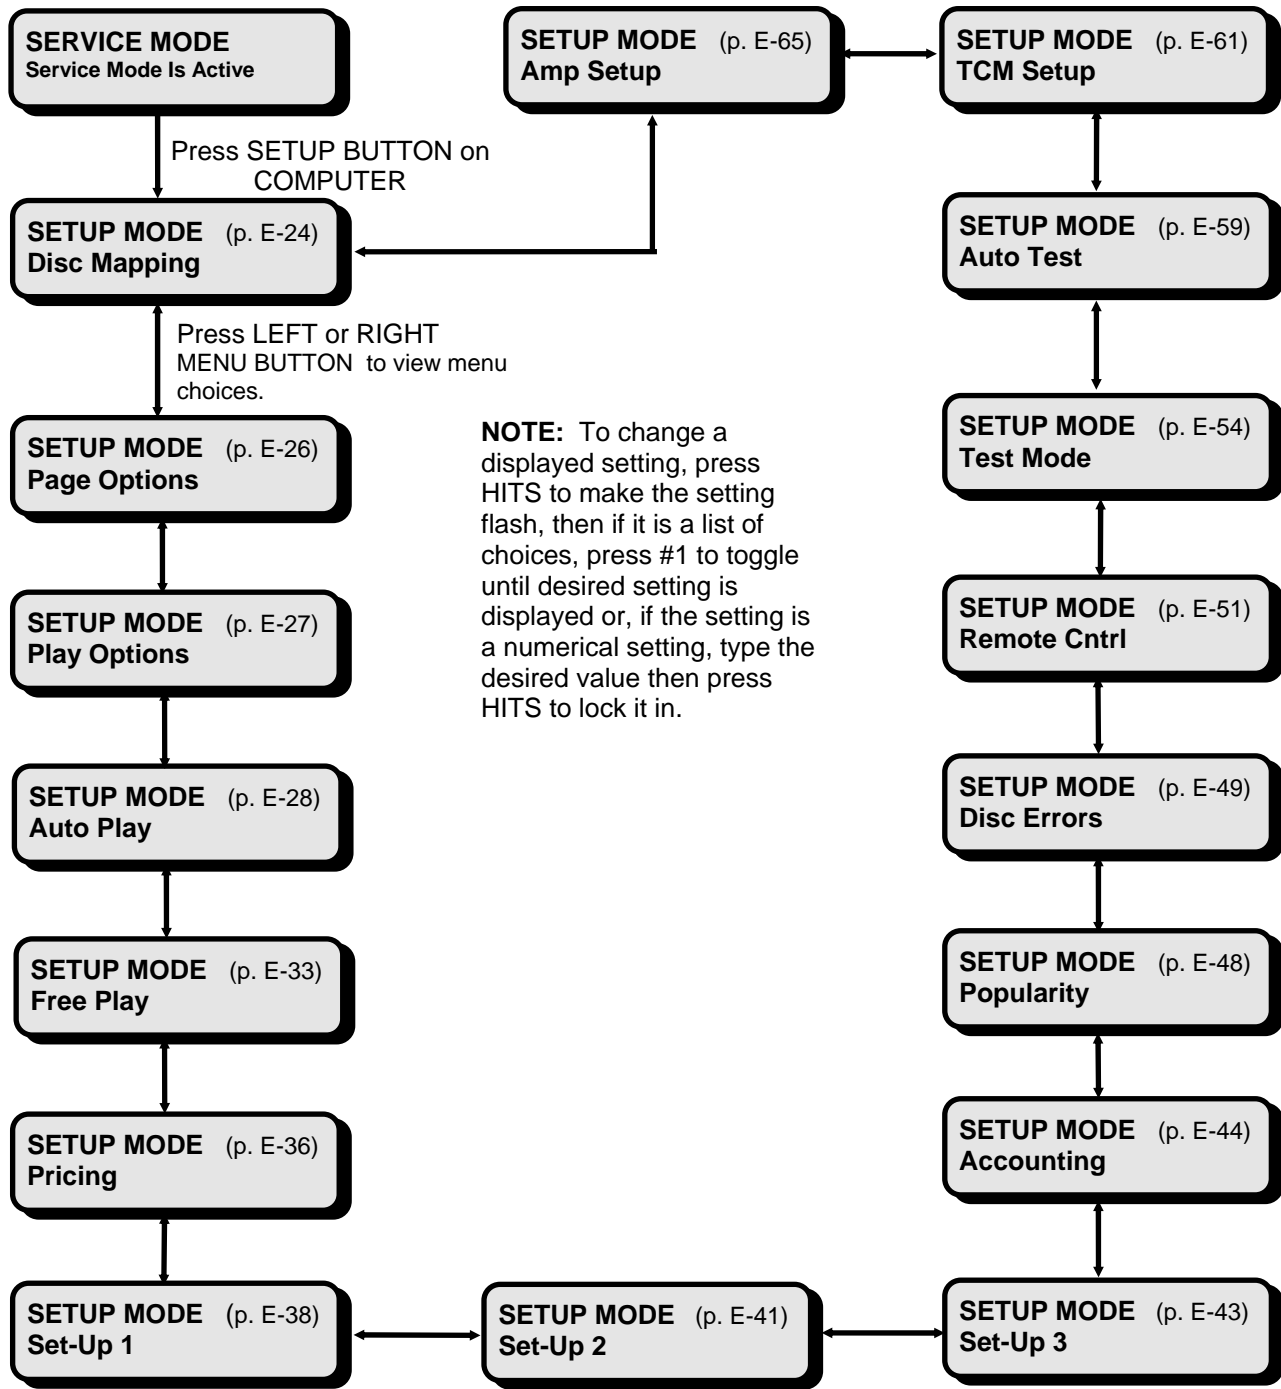 SERVICE MODE
Service Mode Is Active
Press SETUP BUTTON on
COMPUTER
SETUP MODE (p. E-24)
Disc Mapping
Press LEFT or RIGHT
MENU BUTTON to view menu
choices.
SETUP MODE (p. E-26)
Page Options
SETUP MODE (p. E-27)
Play Options
SETUP MODE (p. E-28)
Auto Play
SETUP MODE (p. E-33)
Free Play
SETUP MODE (p. E-36)
Pricing
SETUP MODE (p. E-38)
Set-Up 1
SETUP MODE (p. E-41)
Set-Up 2
SETUP MODE (p. E-43)
Set-Up 3
SETUP MODE (p. E-44)
Accounting
SETUP MODE (p. E-48)
Popularity
SETUP MODE (p. E-49)
Disc Errors
SETUP MODE (p. E-51)
Remote Cntrl
SETUP MODE (p. E-54)
Test Mode
SETUP MODE (p. E-59)
Auto Test
SETUP MODE (p. E-61)
TCM Setup
SETUP MODE (p. E-65)
Amp Setup
NOTE: To change a
displayed setting, press
HITS to make the setting
flash, then if it is a list of
choices, press #1 to toggle
until desired setting is
displayed or, if the setting is
a numerical setting, type the
desired value then press
HITS to lock it in.